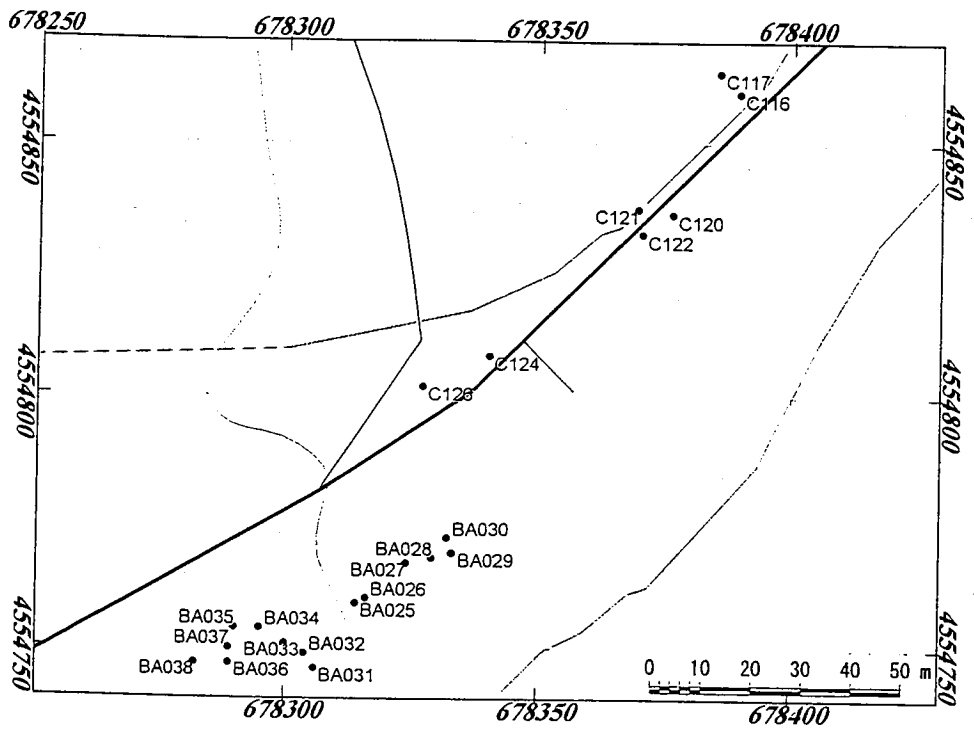 678250 678300 678350 678400
C117
C116
4554850 4554850
C121 C120
C122
C124
C126
4554800 4554800
BA030
BA028 BA029
BA027
BA026
BA025
BA035 BA034
BA037 BA033 BA032
BA038 BA036 BA031
4554750 4554750
0 10 20 30 40 50 m
678300 678350 678400